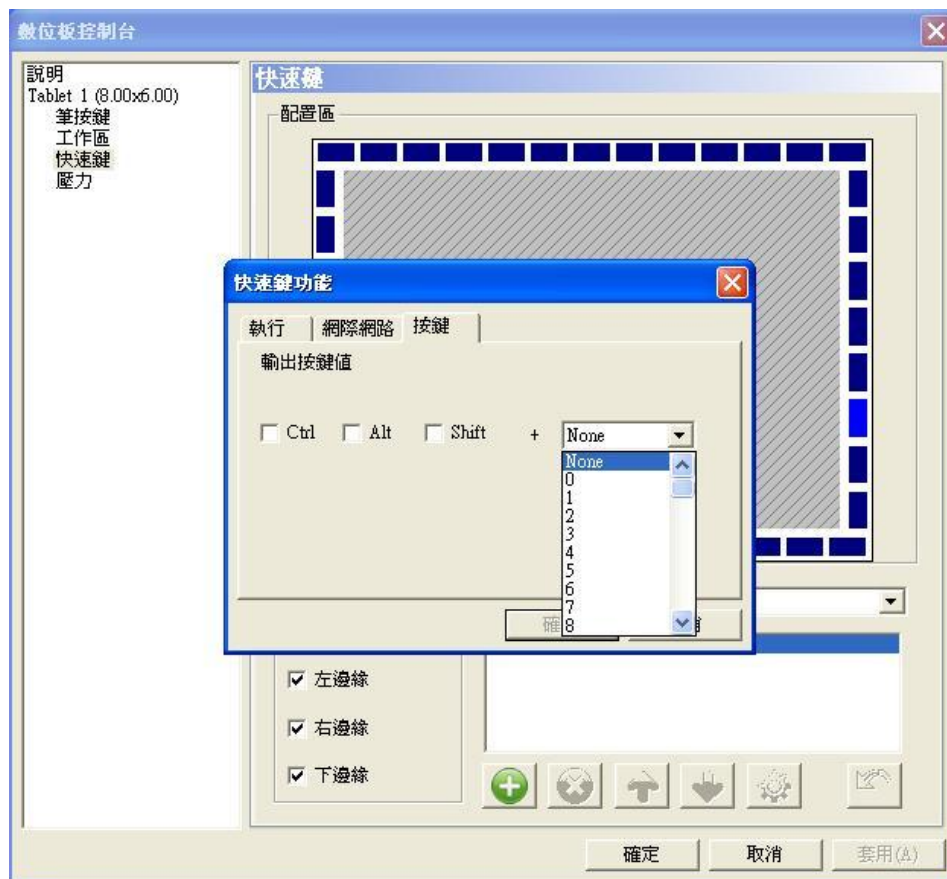 數位板控制台
說明
Tablet 1 (8.00x6.00)
筆按鍵
工作區
快速鍵
壓力
快速鍵
配置區
快速鍵功能
執行
網際網路
按鍵
輸出按鍵值
Ctrl
Alt
Shift
+
None
None
0
1
2
3
4
5
6
7
8
確
左邊緣
右邊緣
下邊緣
確定
取消
套用(A)